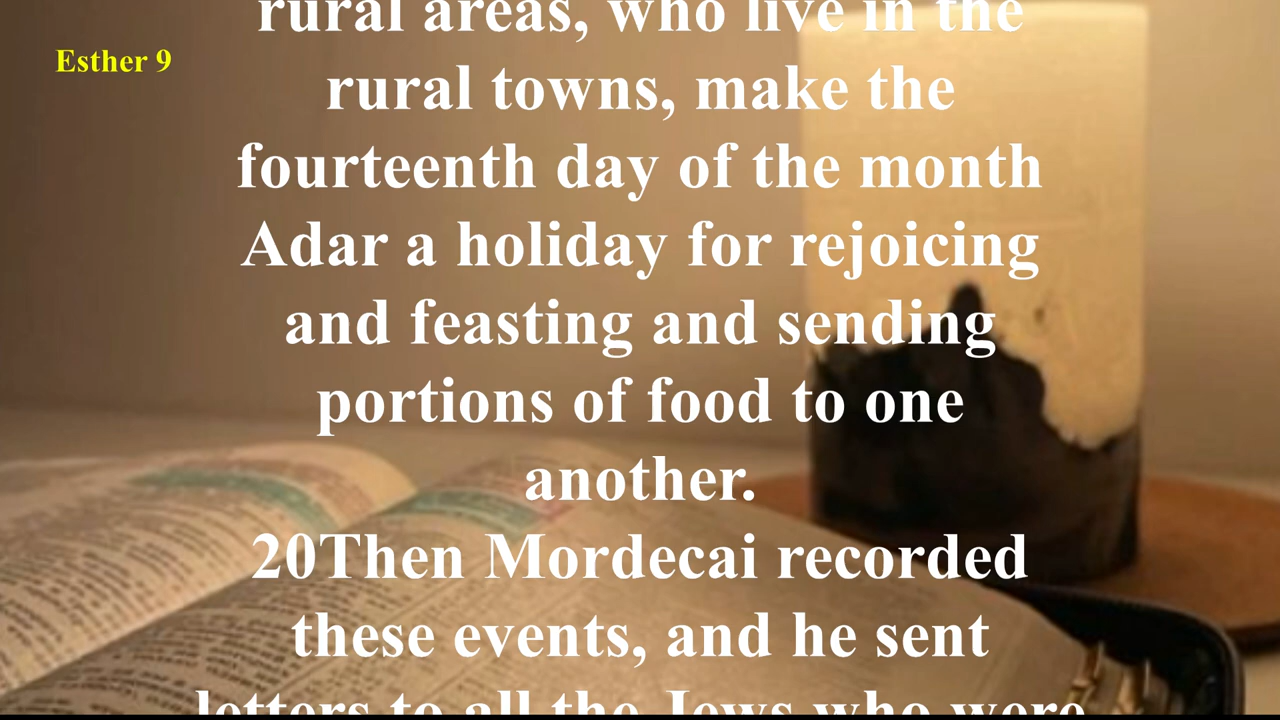 rural areas, who live in the
Esther 9
rural towns, make the
fourteenth day of the month
Adar a holiday for rejoicing
and feasting and sending
portions of food to one
another.
20Then Mordecai recorded
these events, and he sent
letters to all the Jews who were